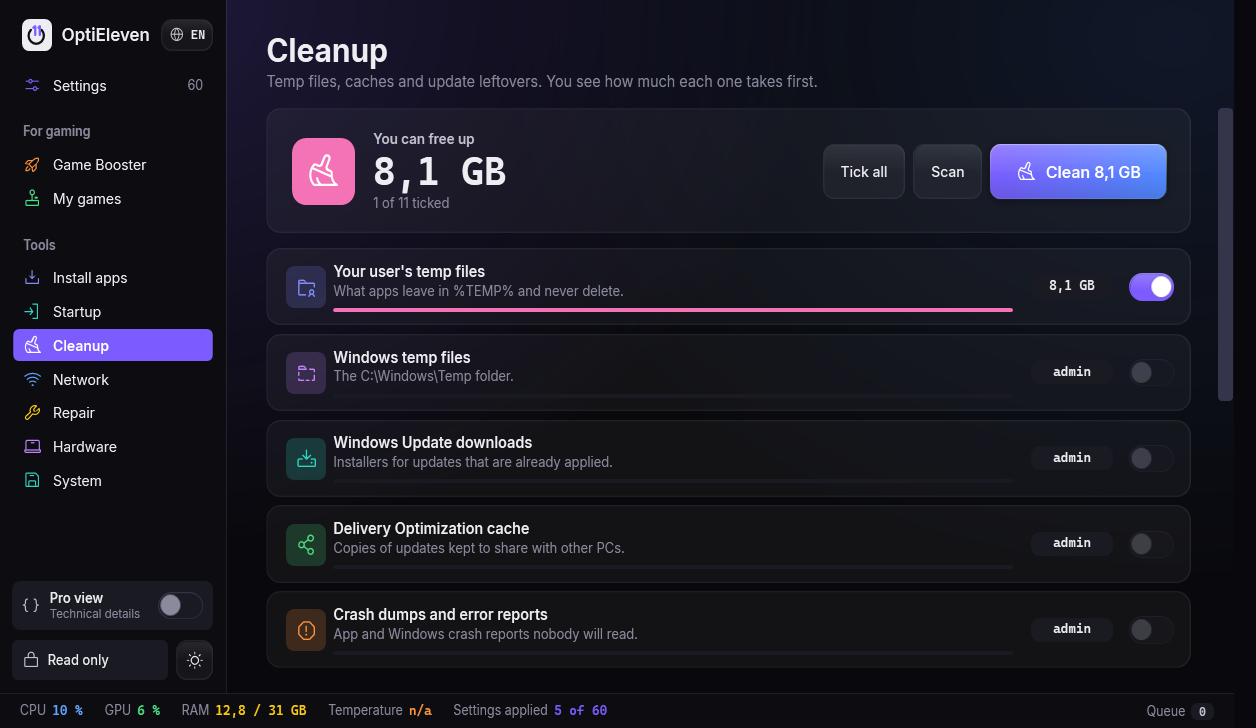 OptiEleven
EN
Settings
60
For gaming
Game Booster
My games
Tools
Install apps
Startup
Cleanup
Network
Repair
Hardware
System
Pro view
Technical details
Read only
Cleanup
Temp files, caches and update leftovers. You see how much each one takes first.
You can free up
8,1 GB
1 of 11 ticked
Tick all
Scan
Clean 8,1 GB
Your user's temp files
What apps leave in %TEMP% and never delete.
8,1 GB
Windows temp files
The C:\Windows\Temp folder.
admin
Windows Update downloads
Installers for updates that are already applied.
admin
Delivery Optimization cache
Copies of updates kept to share with other PCs.
admin
Crash dumps and error reports
App and Windows crash reports nobody will read.
admin
CPU 10 % GPU 6 % RAM 12,8 / 31 GB Temperature n/a Settings applied 5 of 60 Queue 0